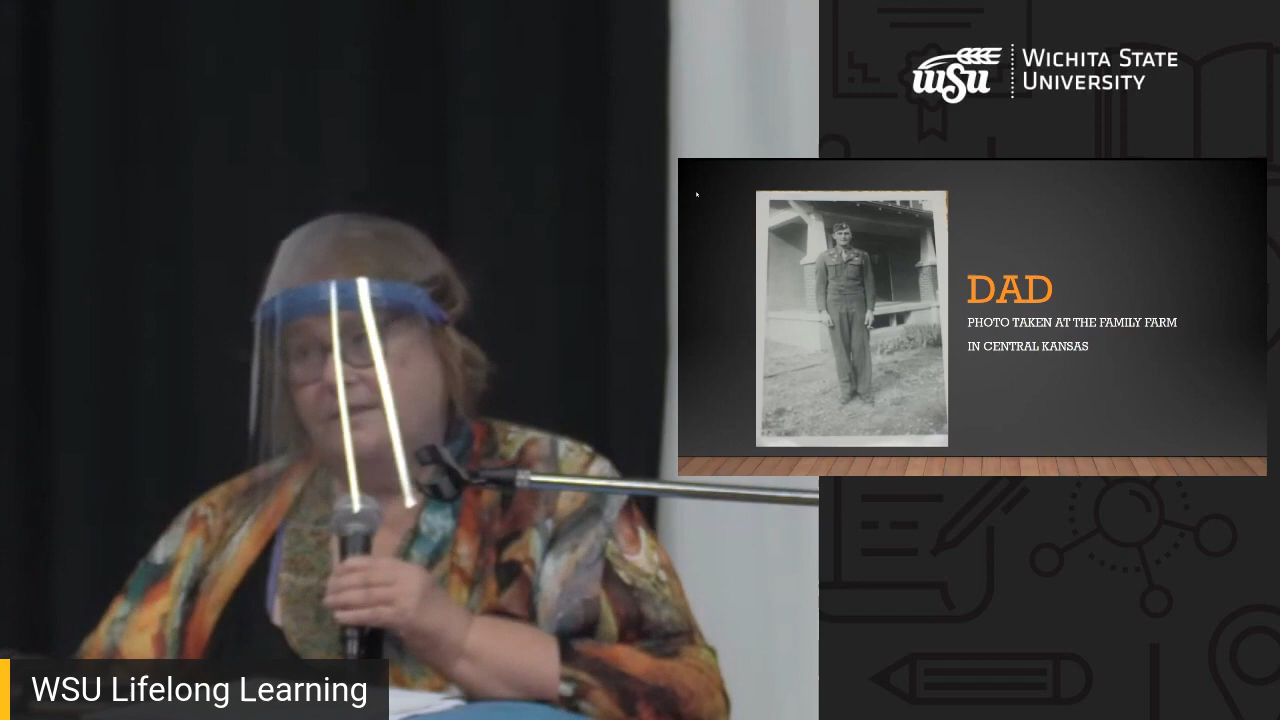 wsu
WICHITA STATE
UNIVERSITY
DAD
PHOTO TAKEN AT THE FAMILY FARM
IN CENTRAL KANSAS
WSU Lifelong Learning